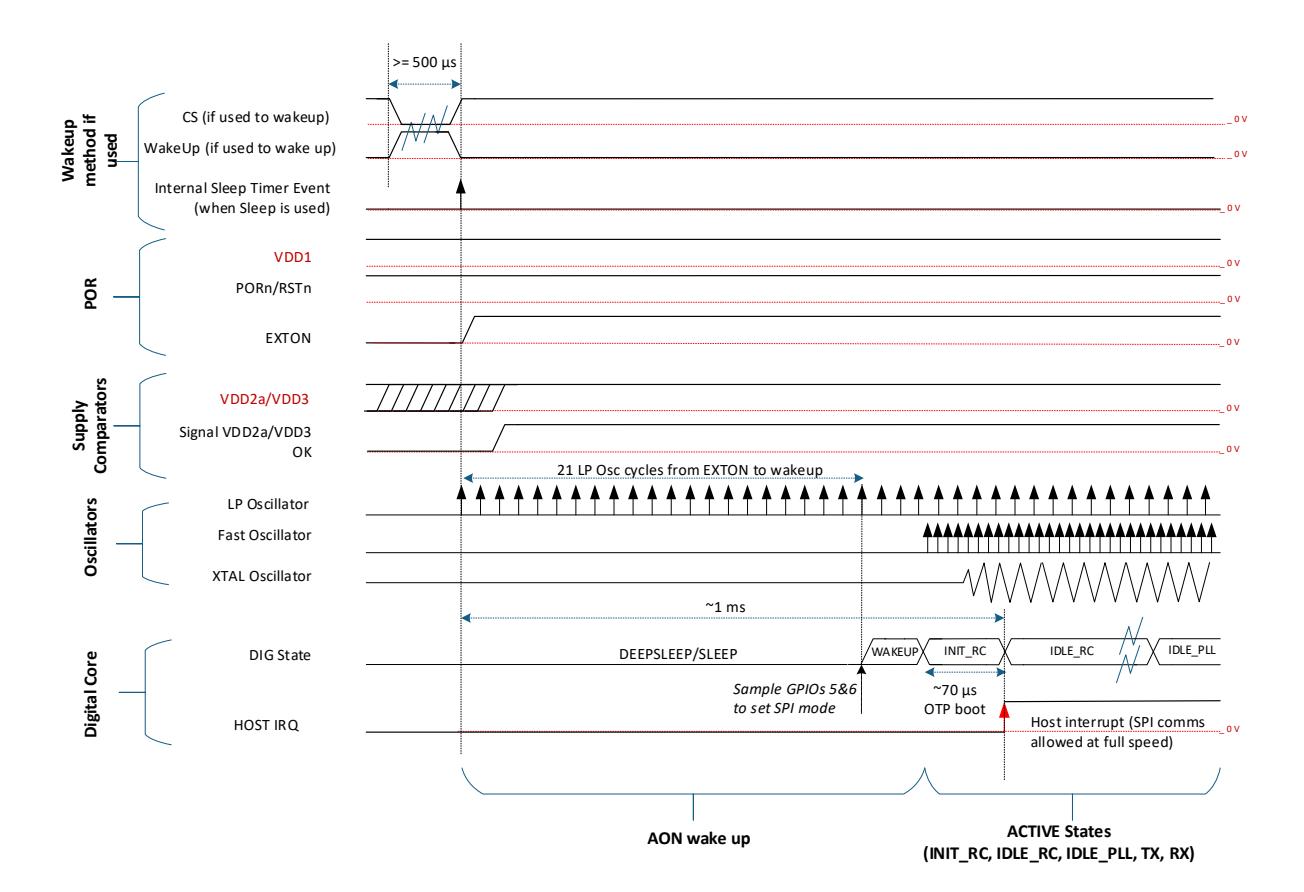 >= 500 µs
Wakeup
method if
used
CS (if used to wakeup)
_ 0 V
WakeUp (if used to wake up)
_ 0 V
Internal Sleep Timer Event
(when Sleep is used)
_ 0 V
POR
VDD1
_ 0 V
PORn/RSTn
_ 0 V
EXTON
_ 0 V
Supply
Comparators
VDD2a/VDD3
_ 0 V
Signal VDD2a/VDD3
OK
_ 0 V
21 LP Osc cycles from EXTON to wakeup
Oscillators
LP Oscillator
Fast Oscillator
XTAL Oscillator
~1 ms
Digital Core
DIG State
DEEPSLEEP/SLEEP
WAKEUP
INIT_RC
IDLE_RC
IDLE_PLL
Sample GPIOs 5&6
to set SPI mode
~70 µs
OTP boot
HOST IRQ
Host interrupt (SPI comms
allowed at full speed)
_ 0 V
AON wake up
ACTIVE States
(INIT_RC, IDLE_RC, IDLE_PLL, TX, RX)